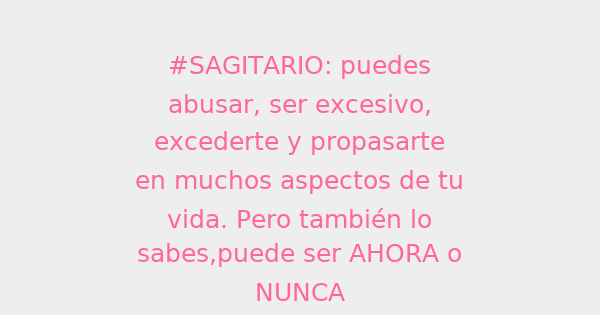 #SAGITARIO: puedes
abusar, ser excesivo,
excederte y propasarte
en muchos aspectos de tu
vida. Pero también lo
sabes,puede ser AHORA o
NUNCA